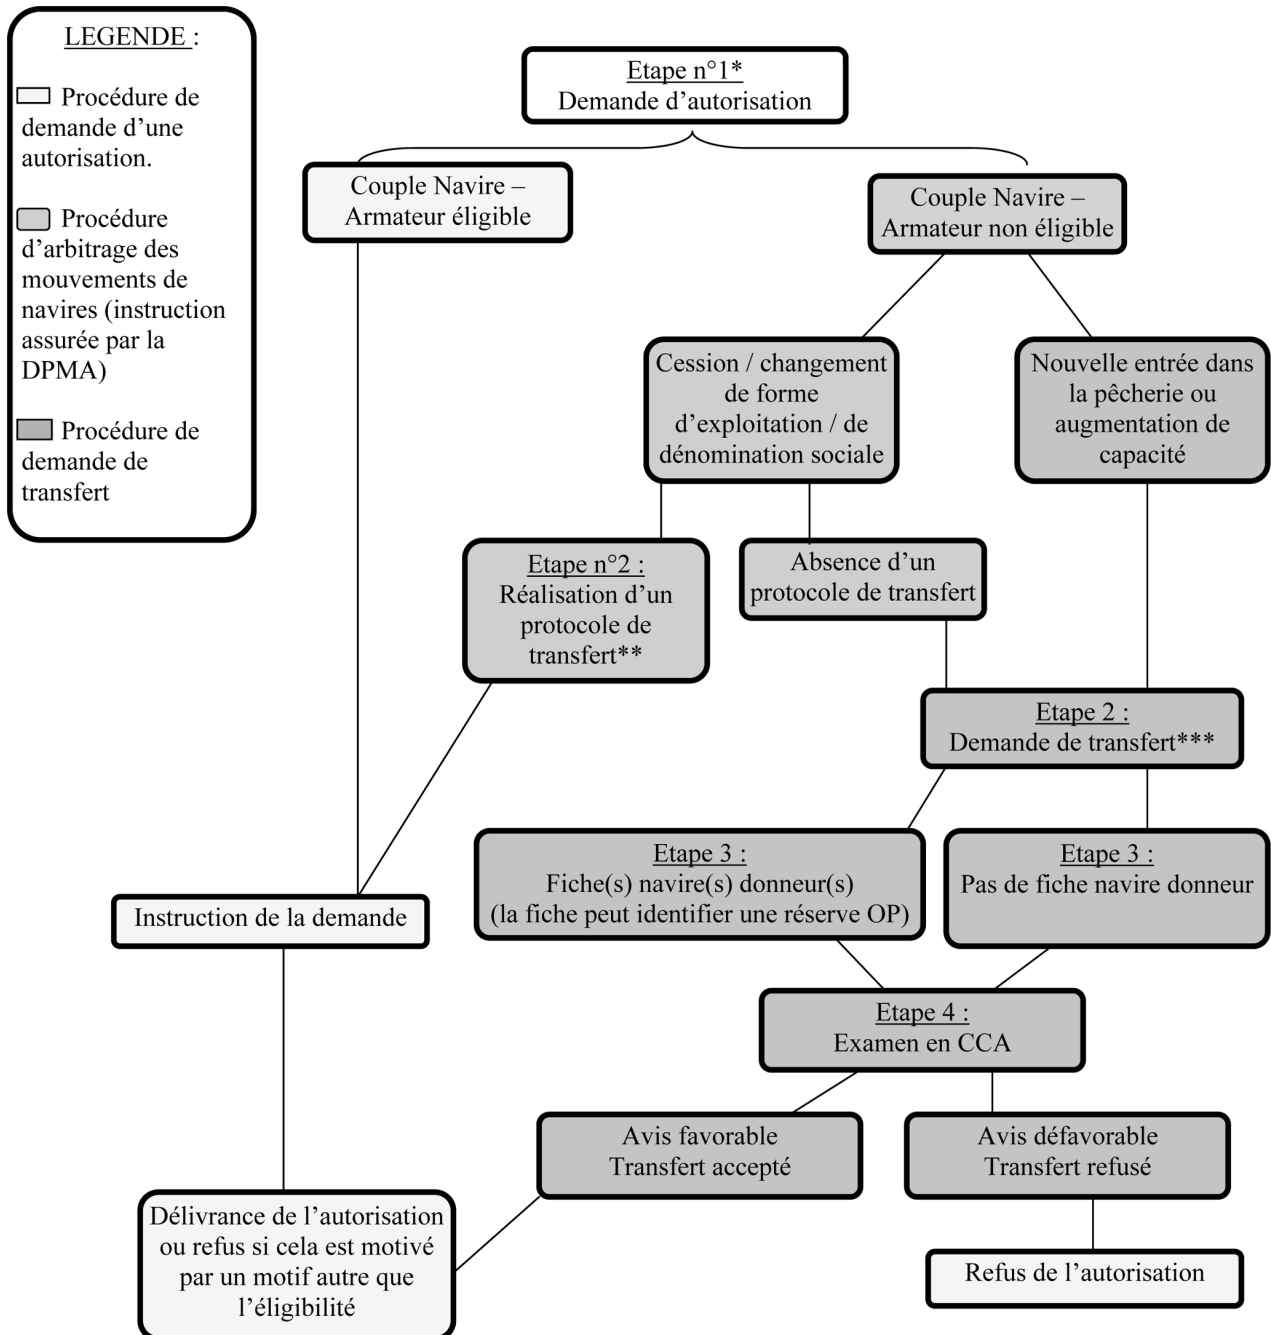 LEGENDE :
Procédure de
demande d'une
autorisation.
Procédure
d'arbitrage des
mouvements de
navires (instruction
assurée par la
DPMA)
Procédure de
demande de
transfert
Etape n°1*
Demande d'autorisation
Couple Navire –
Armateur éligible
Couple Navire –
Armateur non éligible
Cession / changement
de forme
d'exploitation / de
dénomination sociale
Nouvelle entrée dans
la pêcherie ou
augmentation de
capacité
Etape n°2 :
Réalisation d'un
protocole de
transfert**
Absence d'un
protocole de transfert
Etape 2 :
Demande de transfert***
Etape 3 :
Fiche(s) navire(s) donneur(s)
(la fiche peut identifier une réserve OP)
Etape 3 :
Pas de fiche navire donneur
Instruction de la demande
Etape 4 :
Examen en CCA
Avis favorable
Transfert accepté
Avis défavorable
Transfert refusé
Délivrance de l'autorisation
ou refus si cela est motivé
par un motif autre que
l'éligibilité
Refus de l'autorisation